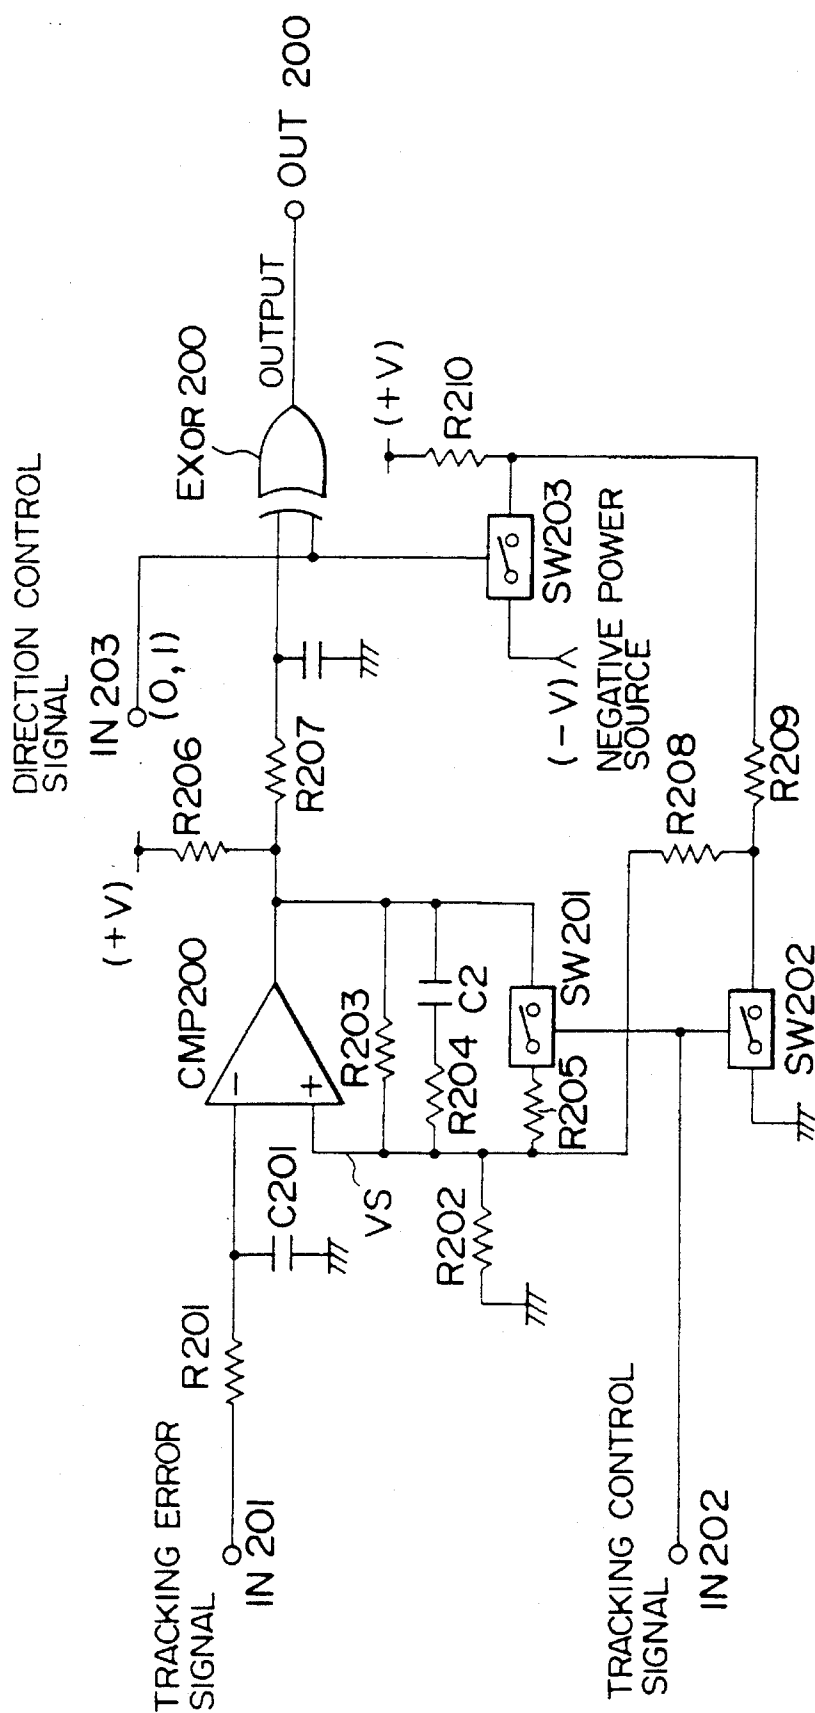 TRACKING ERROR
SIGNAL
IN 201
R201
C201
CMP200
−
+
VS
(+V)
R206
R207
R203
R204
C2
R205
SW201
R202
DIRECTION CONTROL
SIGNAL
IN 203
(0,1)
EXOR 200
OUTPUT
OUT 200
(+V)
R210
SW203
(−V)
NEGATIVE POWER
SOURCE
R208
R209
SW202
TRACKING CONTROL
SIGNAL
IN 202